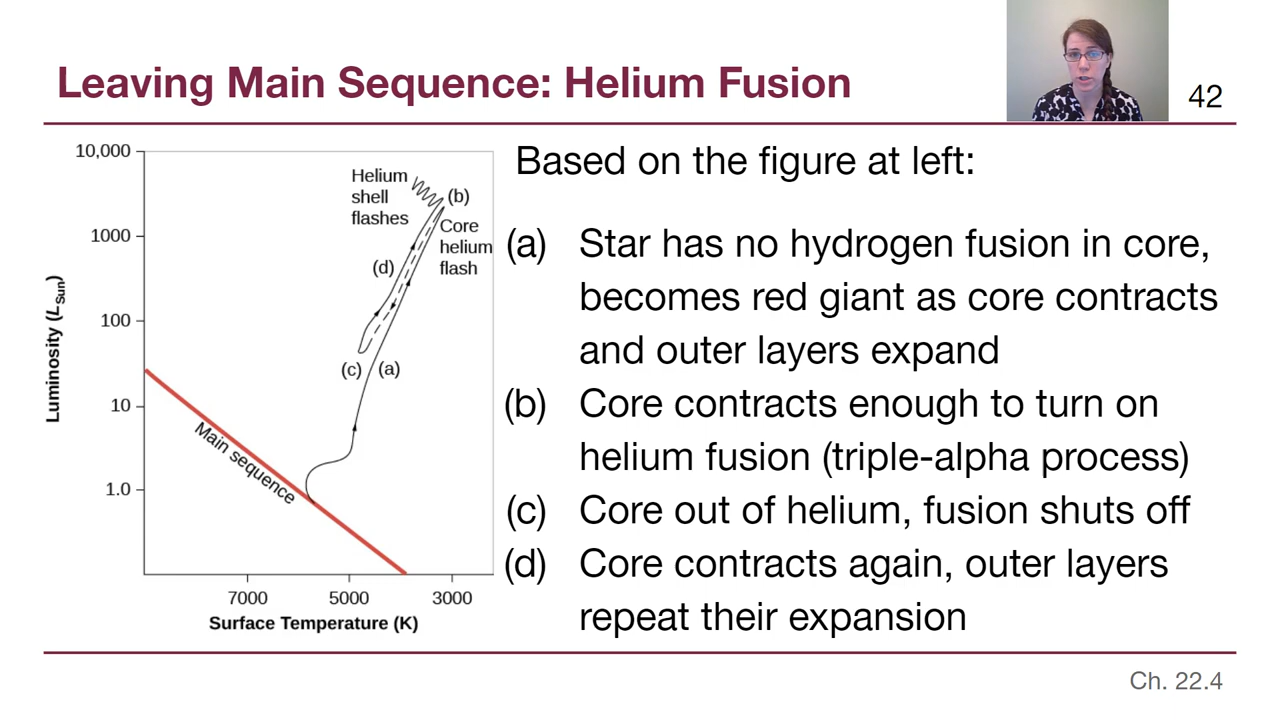 Leaving Main Sequence: Helium Fusion
42
10,000
1000
100
10
1.0
Luminosity (LSun)
7000
5000
3000
Surface Temperature (K)
Main sequence
Helium
shell
flashes
(b)
Core
helium
flash
(d)
(c)
(a)
Based on the figure at left:
(a) Star has no hydrogen fusion in core,
becomes red giant as core contracts
and outer layers expand
(b) Core contracts enough to turn on
helium fusion (triple-alpha process)
(c) Core out of helium, fusion shuts off
(d) Core contracts again, outer layers
repeat their expansion
Ch. 22.4